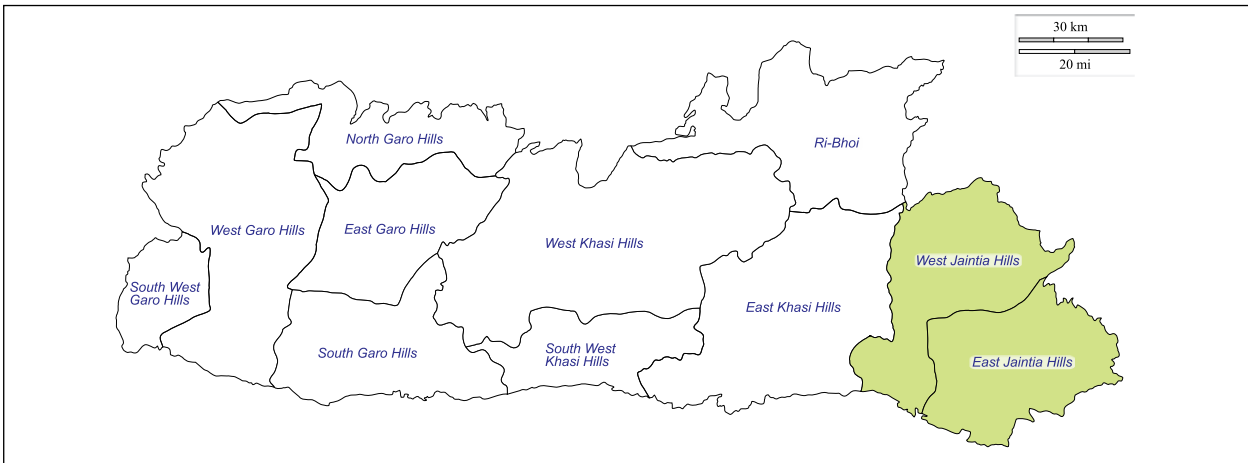 30 km
20 mi
North Garo Hills
Ri-Bhoi
West Garo Hills
East Garo Hills
West Khasi Hills
West Jaintia Hills
South West
Garo Hills
East Khasi Hills
South Garo Hills
South West
Khasi Hills
East Jaintia Hills